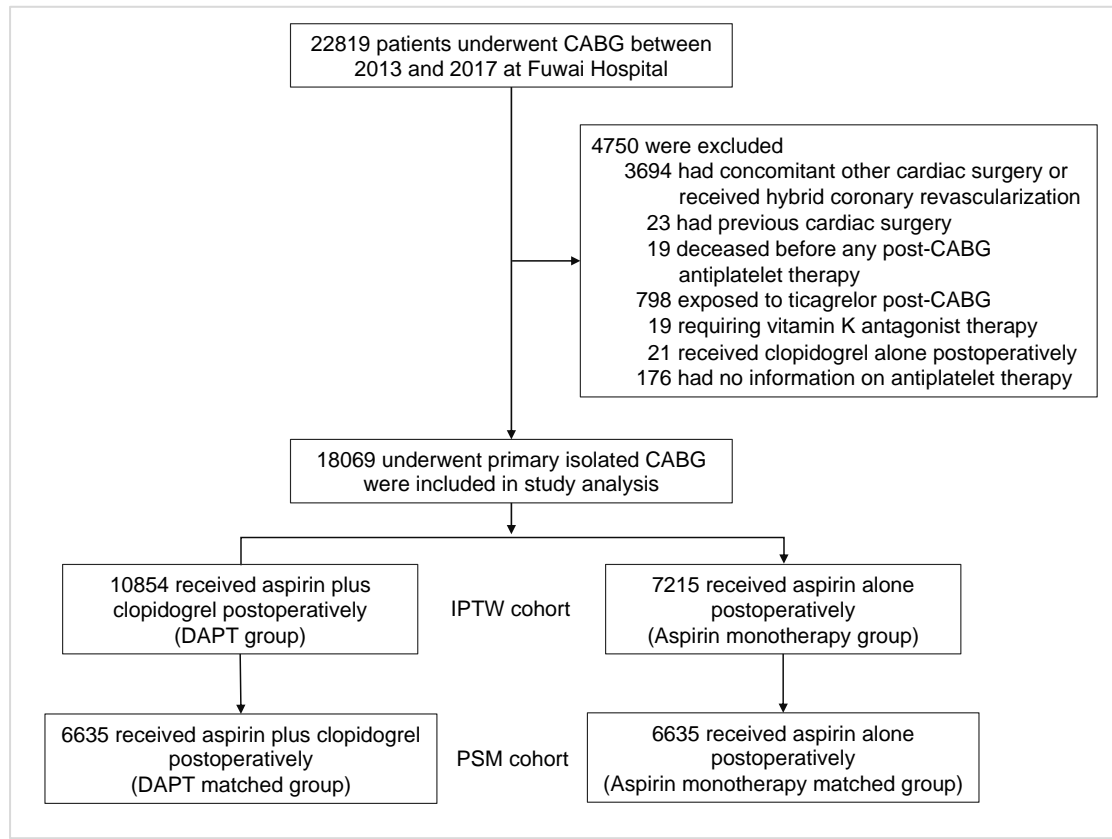 22819 patients underwent CABG between
2013 and 2017 at Fuwai Hospital
4750 were excluded
3694 had concomitant other cardiac surgery or
received hybrid coronary revascularization
23 had previous cardiac surgery
19 deceased before any post-CABG
antiplatelet therapy
798 exposed to ticagrelor post-CABG
19 requiring vitamin K antagonist therapy
21 received clopidogrel alone postoperatively
176 had no information on antiplatelet therapy
18069 underwent primary isolated CABG
were included in study analysis
10854 received aspirin plus
clopidogrel postoperatively
(DAPT group)
IPTW cohort
7215 received aspirin alone
postoperatively
(Aspirin monotherapy group)
6635 received aspirin plus clopidogrel
postoperatively
(DAPT matched group)
PSM cohort
6635 received aspirin alone
postoperatively
(Aspirin monotherapy matched group)